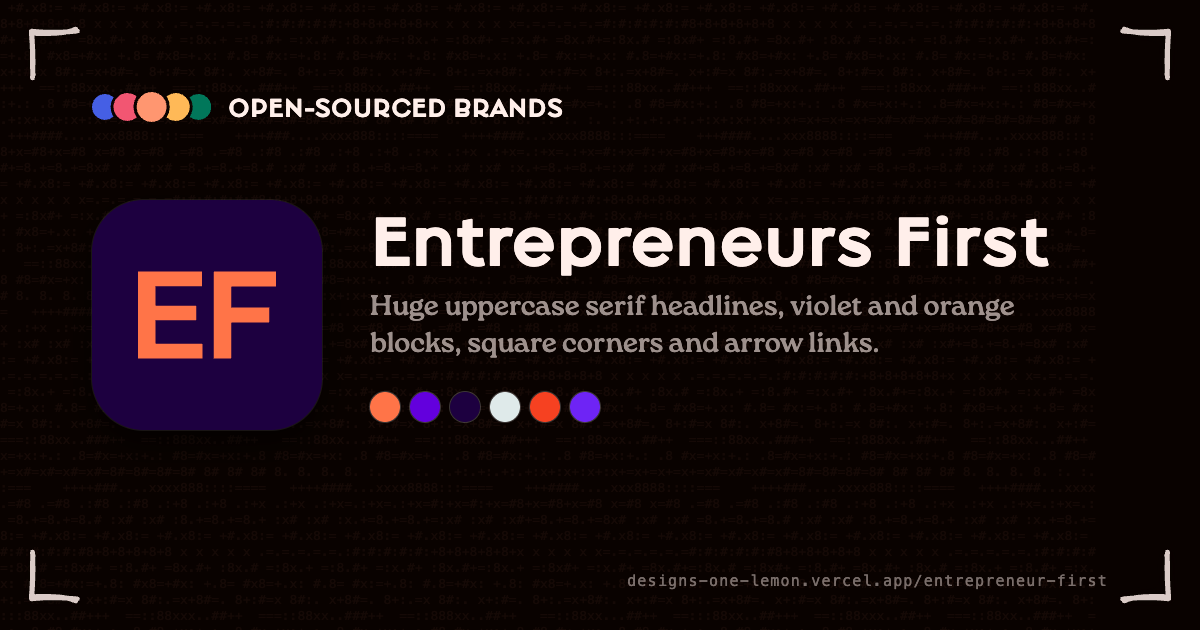 OPEN-SOURCED BRANDS
EF
Entrepreneurs First
Huge uppercase serif headlines, violet and orange
blocks, square corners and arrow links.
designs-one-lemon.vercel.app/entrepreneur-first